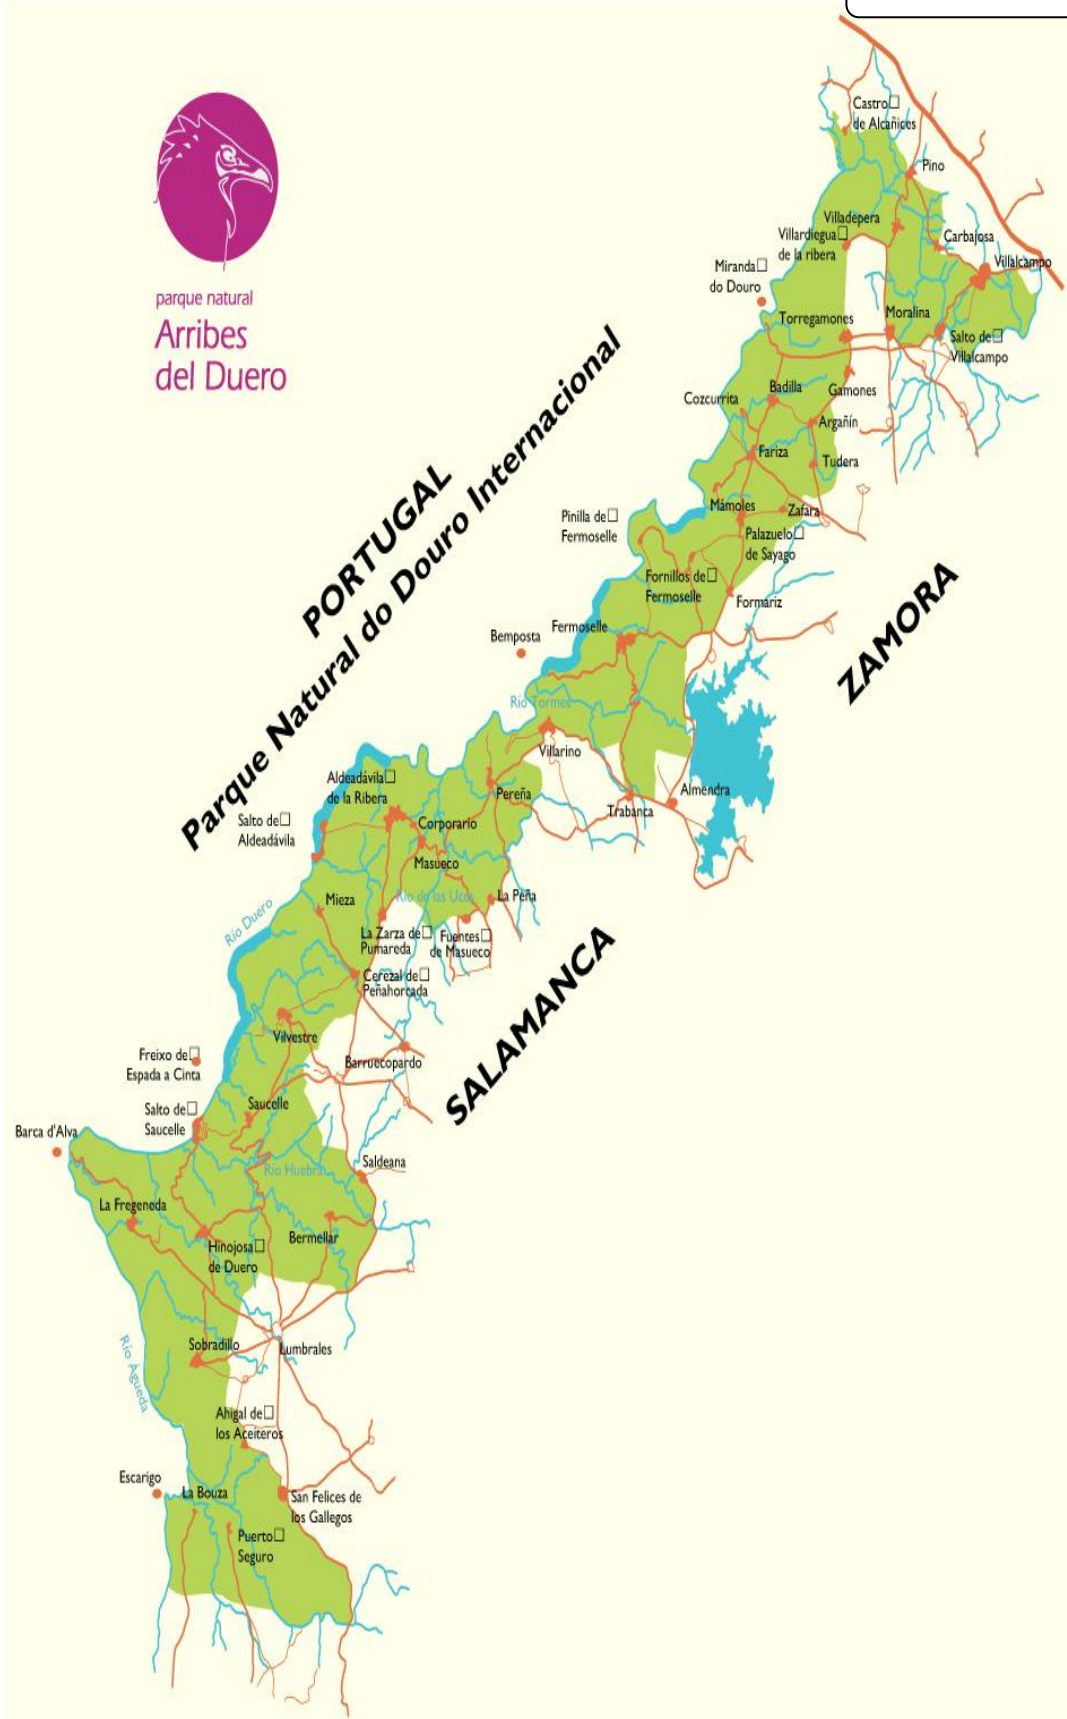 Castro
de Alcañices
Pino
Villadepera
Villardiegua
de la ribera
Carbajosa
Villalcampo
Miranda
do Douro
Torregamones
Moralina
Salto de
Villalcampo
parque natural
Arribes
del Duero
Badilla
Gamones
Cozcurrita
Argañín
Fariza
Tudera
PORTUGAL
Parque Natural do Douro Internacional
Mámoles
Zafara
Pinilla de
Fermoselle
Palazuelo
de Sayago
Fornillos de
Fermoselle
Formariz
ZAMORA
Fermoselle
Bemposta
Río Tormes
Villarino
Aldeadávila
de la Ribera
Pereña
Almendra
Trabanca
Salto de
Aldeadávila
Corporario
Masueco
Mieza
Río de las Uces
La Peña
Río Duero
La Zarza de
Pumareda
Fuentes
de Masueco
Cerezal de
Peñahorcada
SALAMANCA
Vilvestre
Freixo de
Espada a Cinta
Barruecopardo
Salto de
Saucelle
Saucelle
Barca d'Alva
Río Huebra
Saldeana
La Fregeneda
Hinojosa
de Duero
Bermellar
Río Águeda
Sobradillo
Lumbrales
Ahigal de
los Aceiteros
Escarigo
La Bouza
San Felices de
los Gallegos
Puerto
Seguro